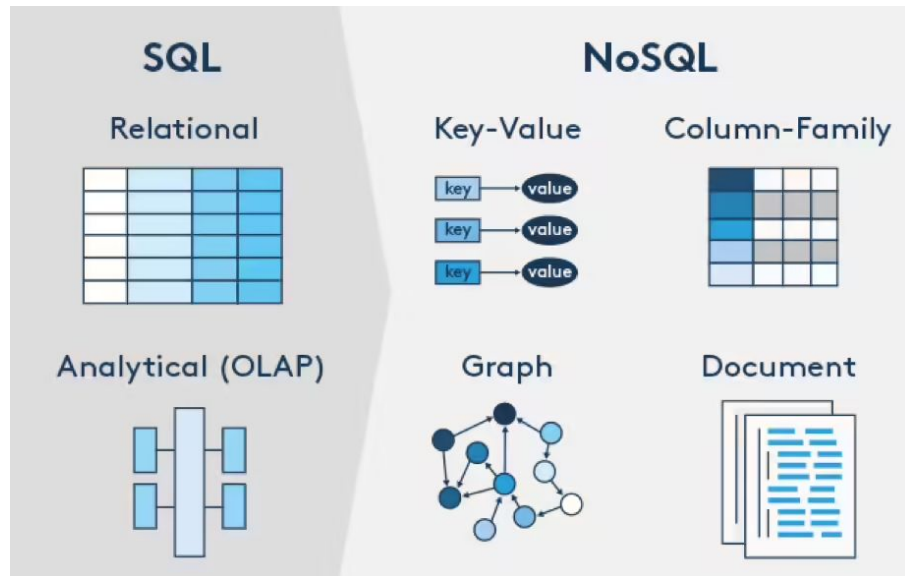 SQL
NoSQL
Relational
Key-Value
Column-Family
key value
key value
key value
Analytical (OLAP)
Graph
Document